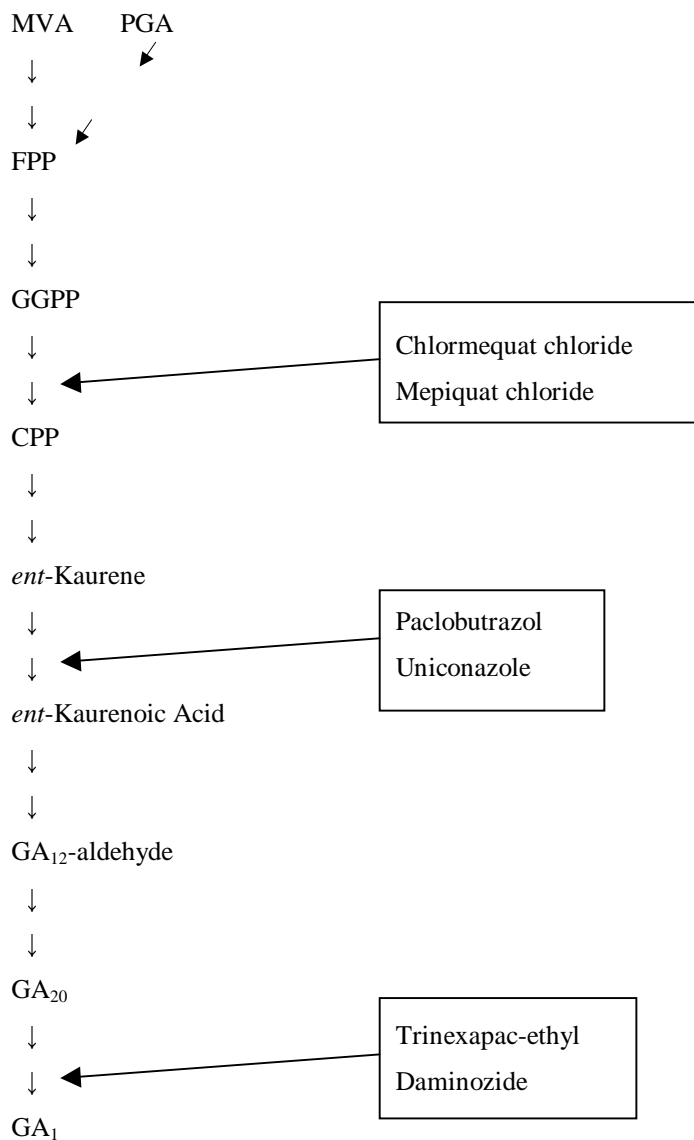 MVA PGA
↓
↓
FPP
↓
↓
GGPP
↓
Chlormequat chloride
↓
Mepiquat chloride
CPP
↓
↓
ent-Kaurene
↓
Paclobutrazol
↓
Uniconazole
ent-Kaurenoic Acid
↓
↓
GA₁₂-aldehyde
↓
↓
GA₂₀
↓
Trinexapac-ethyl
↓
Daminozide
GA₁